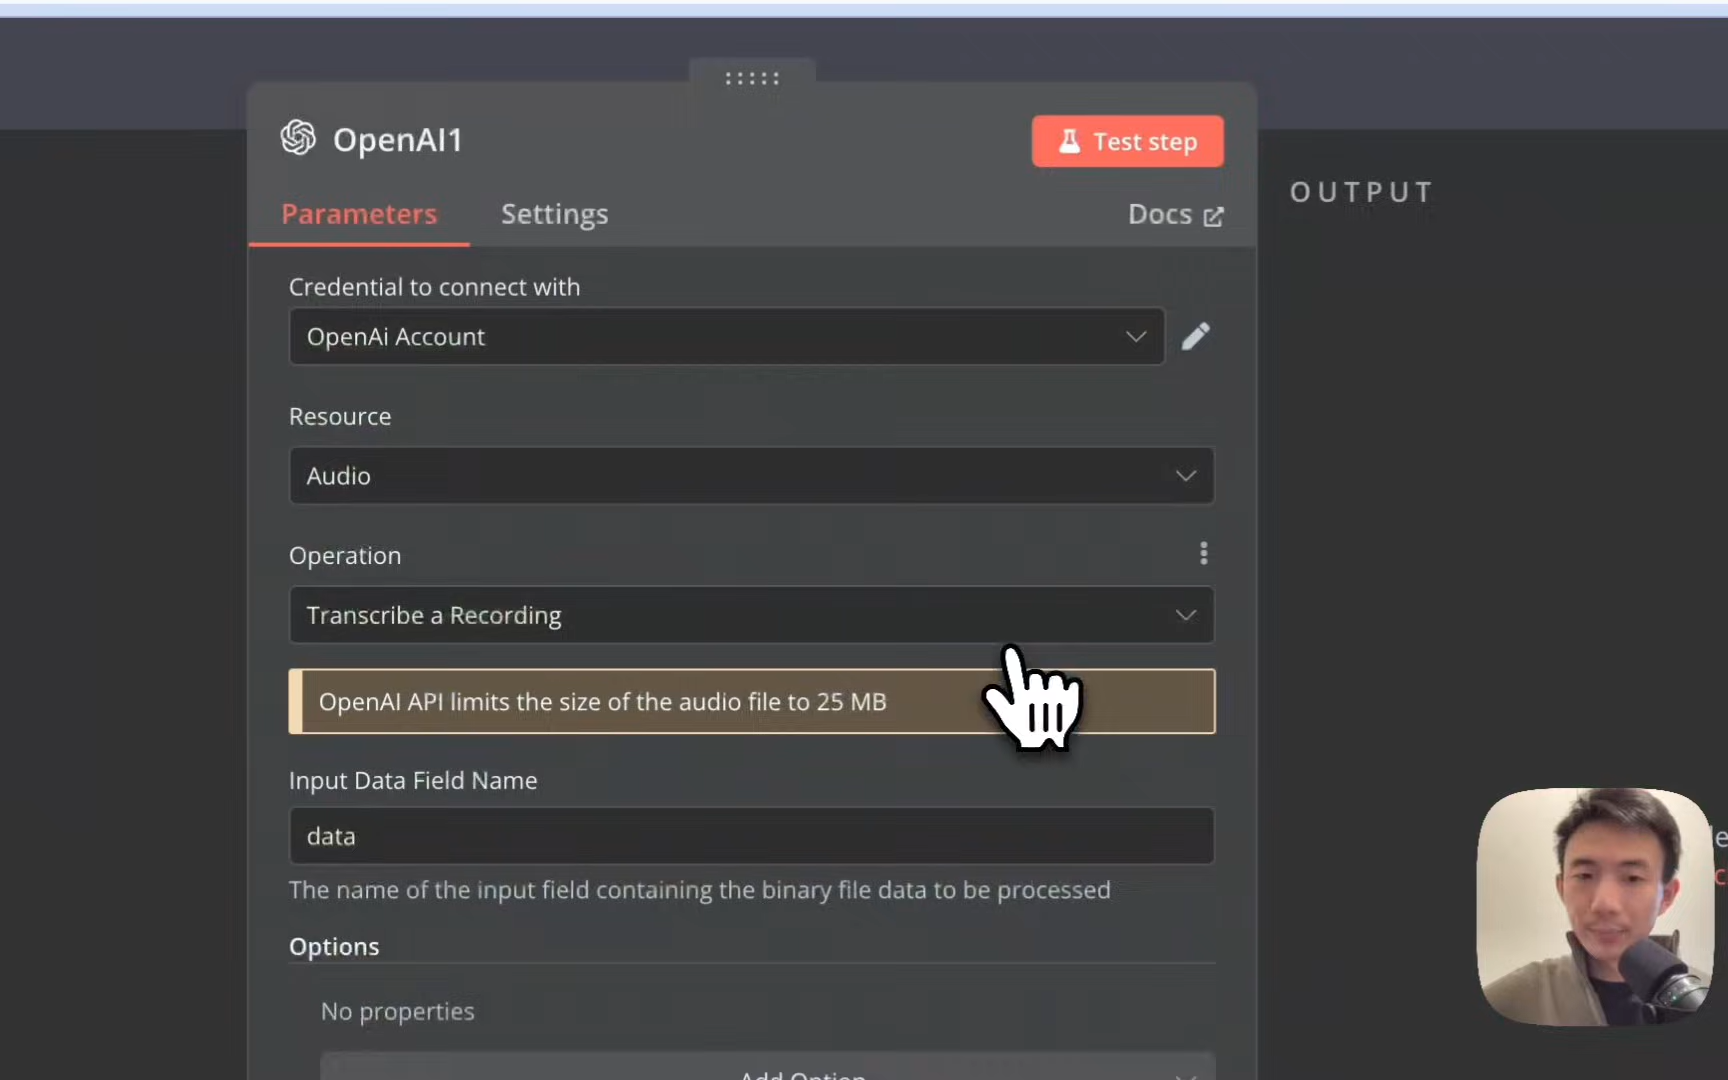 OpenAI1
Test step
Parameters
Settings
Docs
OUTPUT
Credential to connect with
OpenAi Account
Resource
Audio
Operation
Transcribe a Recording
OpenAI API limits the size of the audio file to 25 MB
Input Data Field Name
data
The name of the input field containing the binary file data to be processed
Options
No properties
Add Option